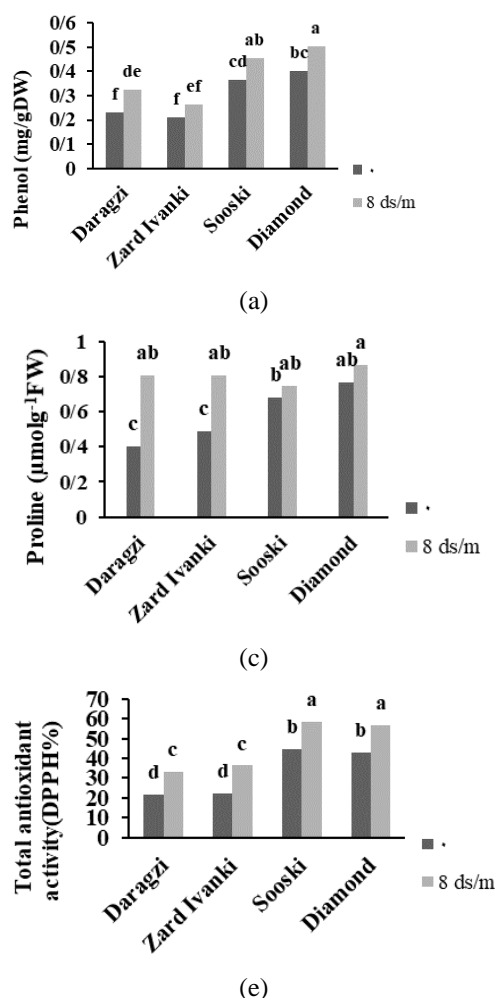 Phenol (mg/gDW)
0/6
0/5
0/4
0/3
0/2
0/1
0
f de f ef cd ab bc a
Daragzi
Zard Ivanki
Sooski
Diamond
٠
8 ds/m
(a)
Proline (µmolg⁻¹FW)
1
0/8
0/6
0/4
0/2
0
c ab c ab b ab ab a
Daragzi
Zard Ivanki
Sooski
Diamond
٠
8 ds/m
(c)
Total antioxidant
activity(DPPH%)
70
60
50
40
30
20
10
0
d c d c b a b a
Daragzi
Zard Ivanki
Sooski
Diamond
٠
8 ds/m
(e)